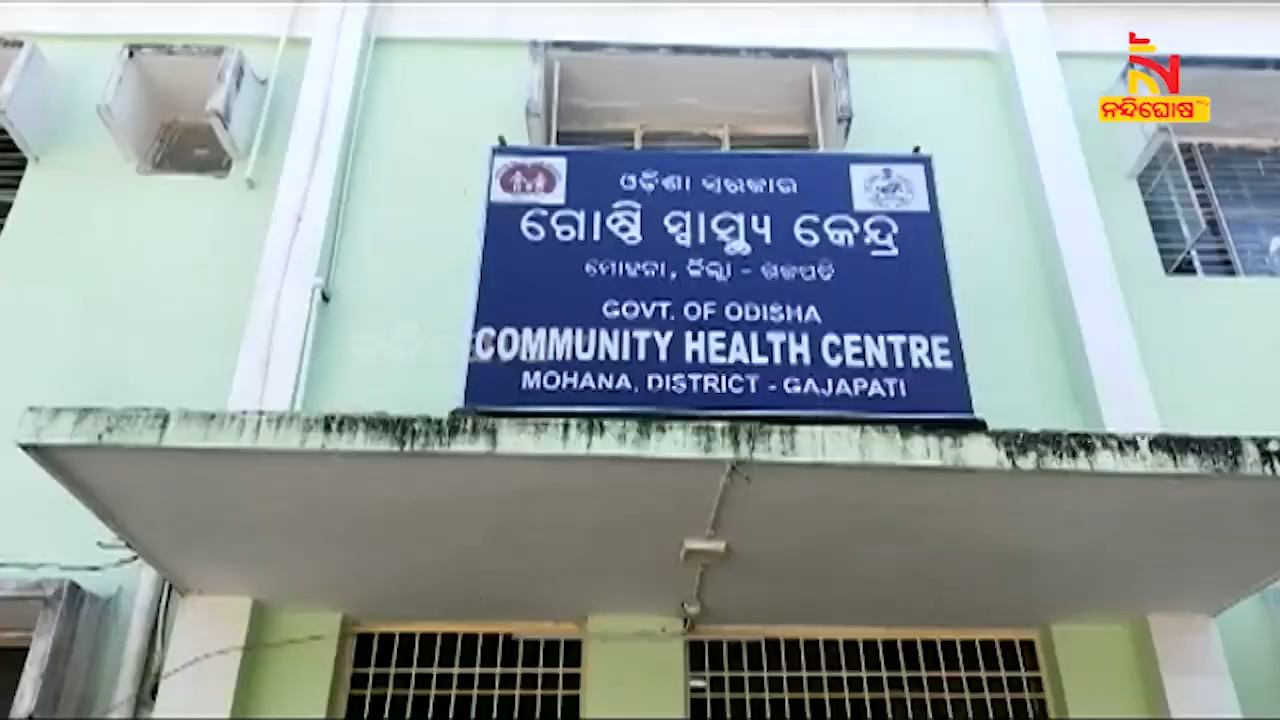 ନନ୍ଦିଘୋଷ
ଓଡ଼ିଶା ସରକାର
ଗୋଷ୍ଠି ସ୍ୱାସ୍ଥ୍ୟ କେନ୍ଦ୍ର
ମୋହନା, ଜିଲ୍ଲା - ଗଜପତି
GOVT. OF ODISHA
COMMUNITY HEALTH CENTRE
MOHANA, DISTRICT - GAJAPATI